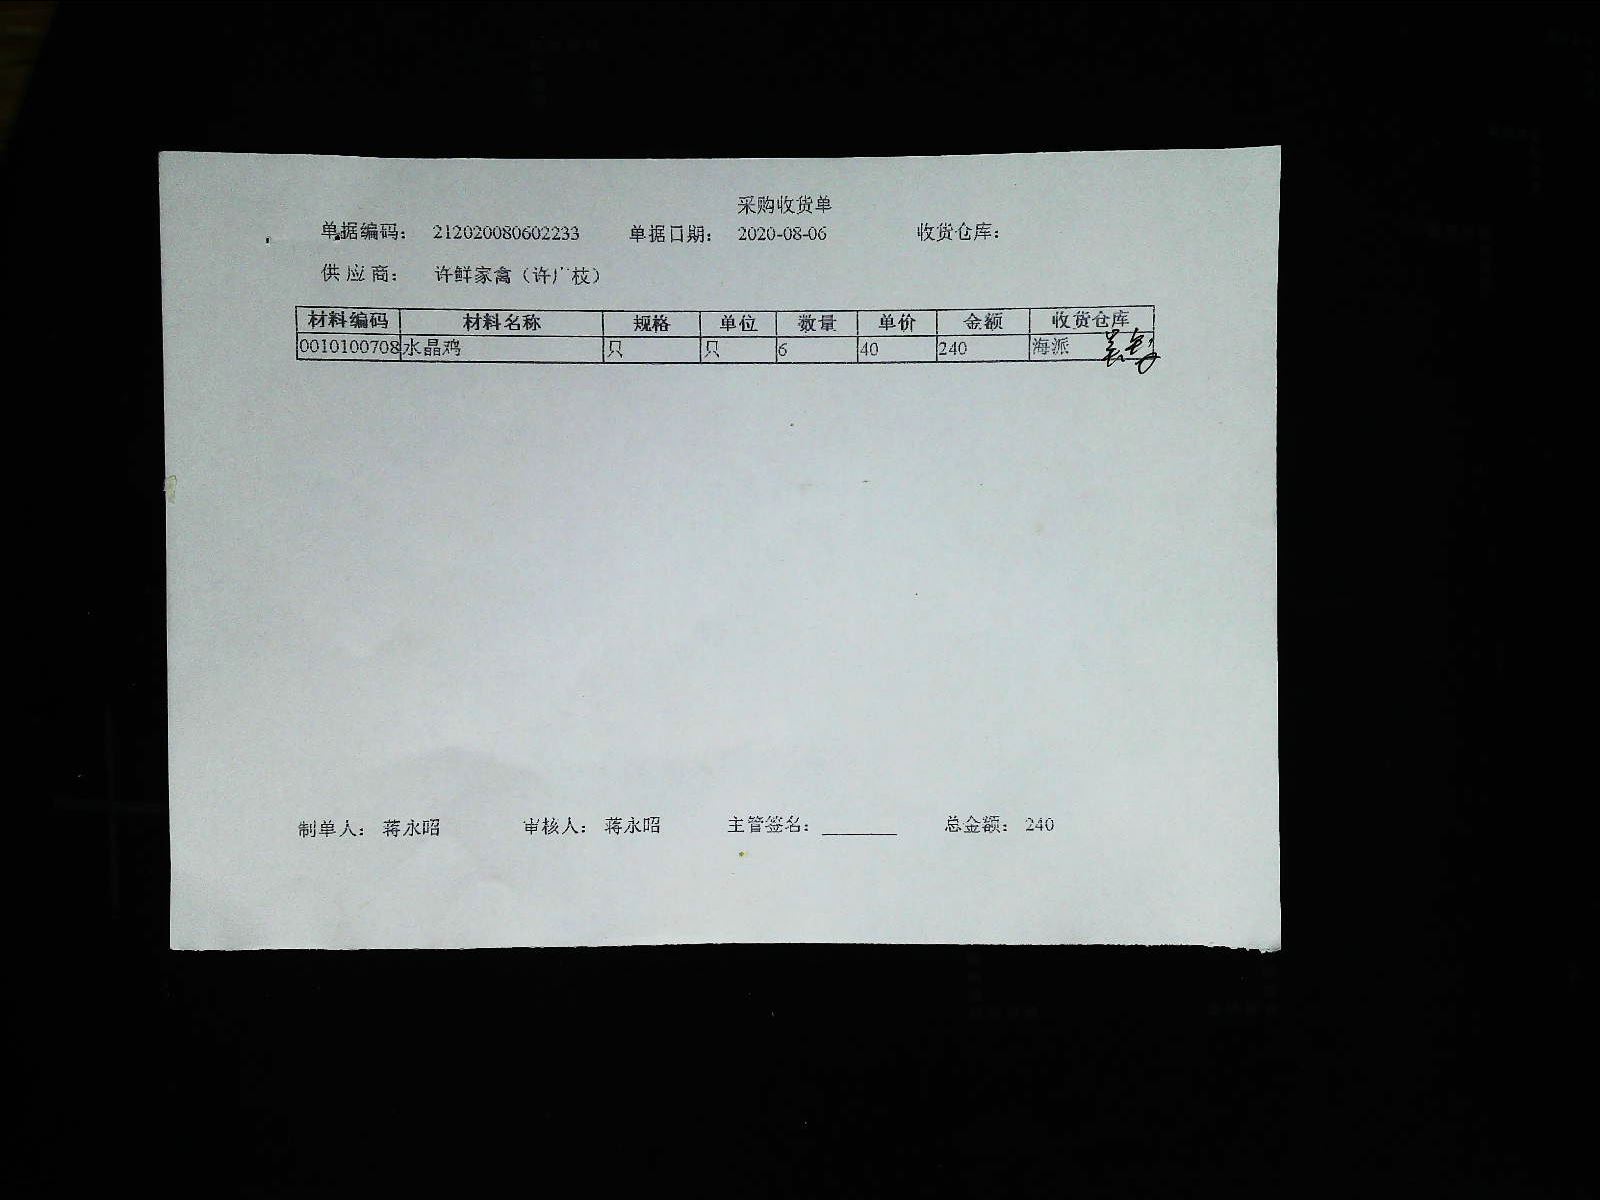 采购收货单
单据编码: 212020080602233 单据日期: 2020-08-06 收货仓库:
供应商: 许鲜家禽（许广枝）
材料编码 材料名称 规格 单位 数量 单价 金额 收货仓库
0010100708 水晶鸡 只 只 6 40 240 海派
制单人: 蒋永昭 审核人: 蒋永昭 主管签名: ________ 总金额: 240